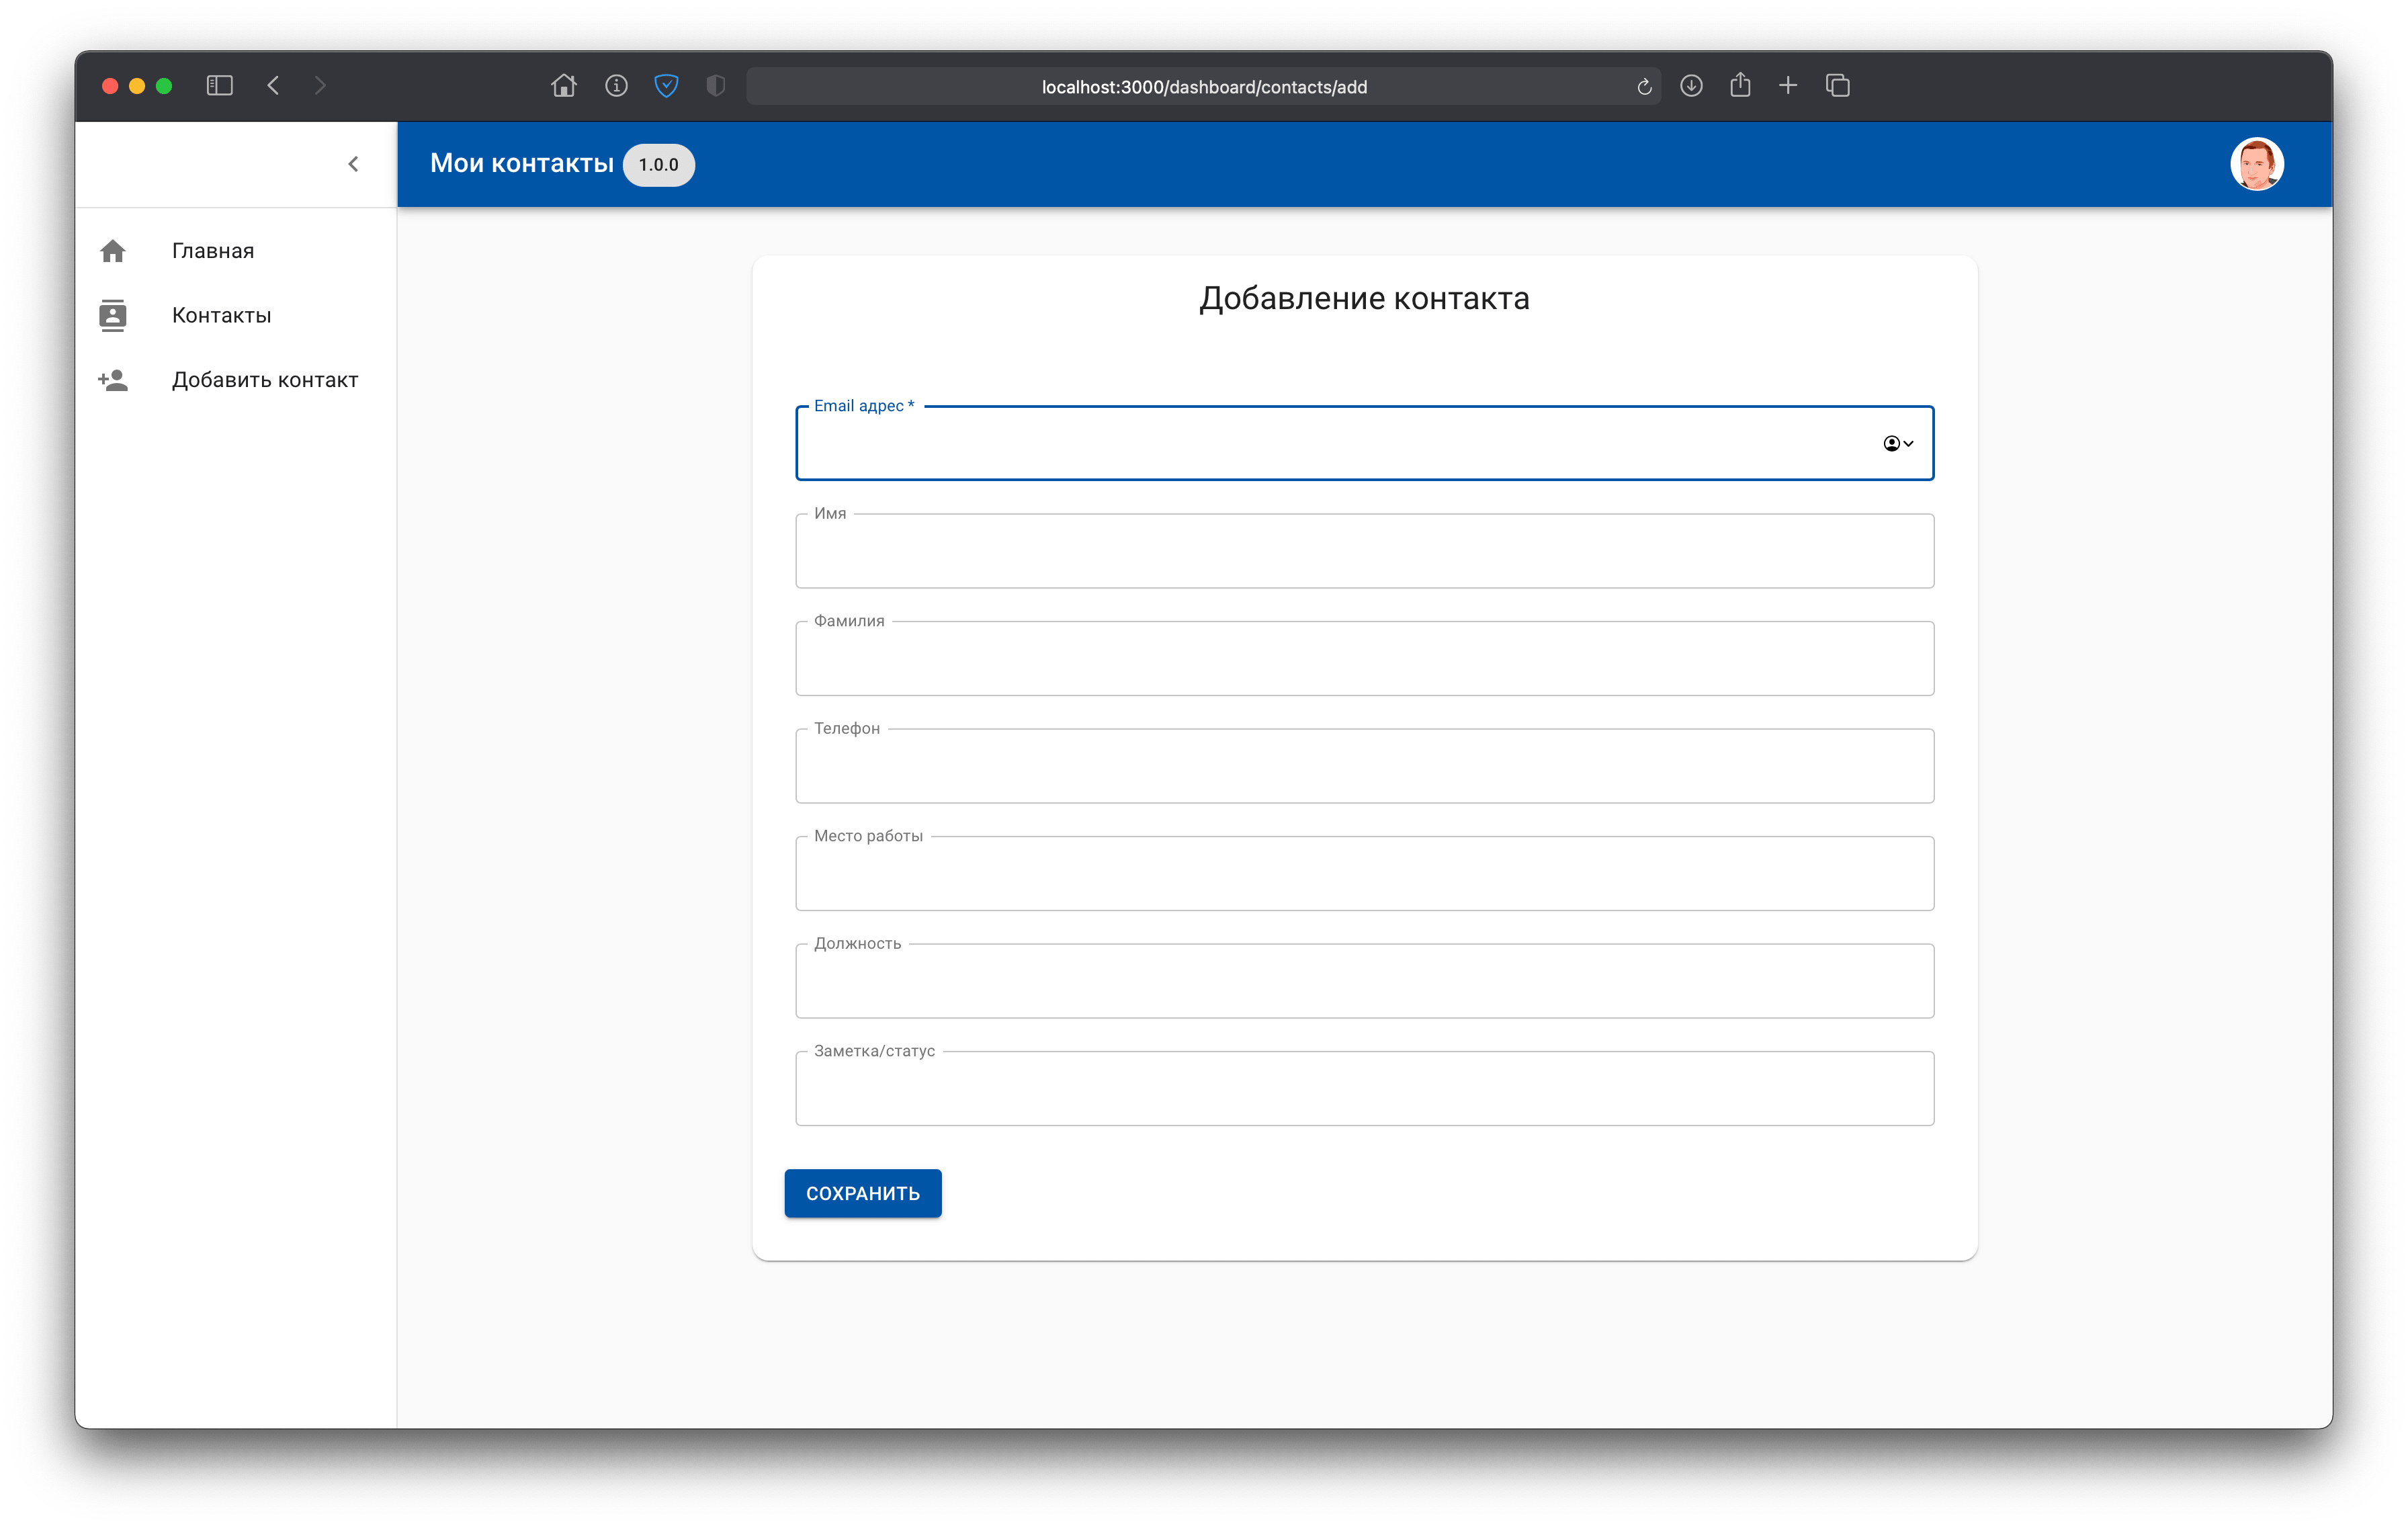 localhost:3000/dashboard/contacts/add
Мои контакты 1.0.0
Главная
Контакты
Добавить контакт
Добавление контакта
Email адрес *
Имя
Фамилия
Телефон
Место работы
Должность
Заметка/статус
СОХРАНИТЬ